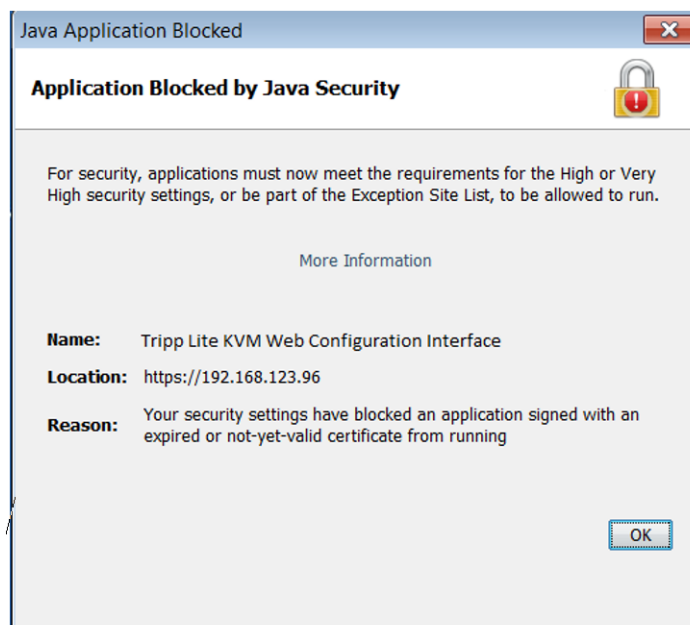 Java Application Blocked
Application Blocked by Java Security
For security, applications must now meet the requirements for the High or Very
High security settings, or be part of the Exception Site List, to be allowed to run.
More Information
Name: Tripp Lite KVM Web Configuration Interface
Location: https://192.168.123.96
Reason: Your security settings have blocked an application signed with an
expired or not-yet-valid certificate from running
OK